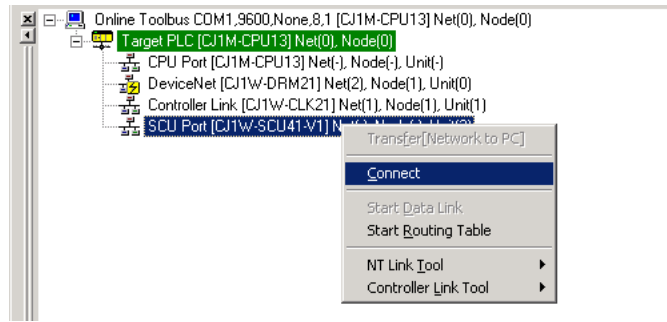 Online Toolbus COM1,9600,None,8,1 [CJ1M-CPU13] Net(0), Node(0)
Target PLC [CJ1M-CPU13] Net(0), Node(0)
CPU Port [CJ1M-CPU13] Net(-), Node(-), Unit(-)
DeviceNet [CJ1W-DRM21] Net(2), Node(1), Unit(0)
Controller Link [CJ1W-CLK21] Net(1), Node(1), Unit(1)
SCU Port [CJ1W-SCU41-V1]
Transfer[Network to PC]
Connect
Start Data Link
Start Routing Table
NT Link Tool
Controller Link Tool